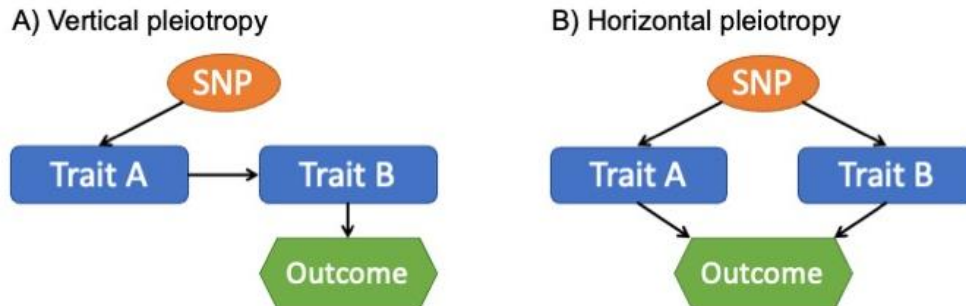 A) Vertical pleiotropy
SNP
Trait A
Trait B
Outcome
B) Horizontal pleiotropy
SNP
Trait A
Trait B
Outcome